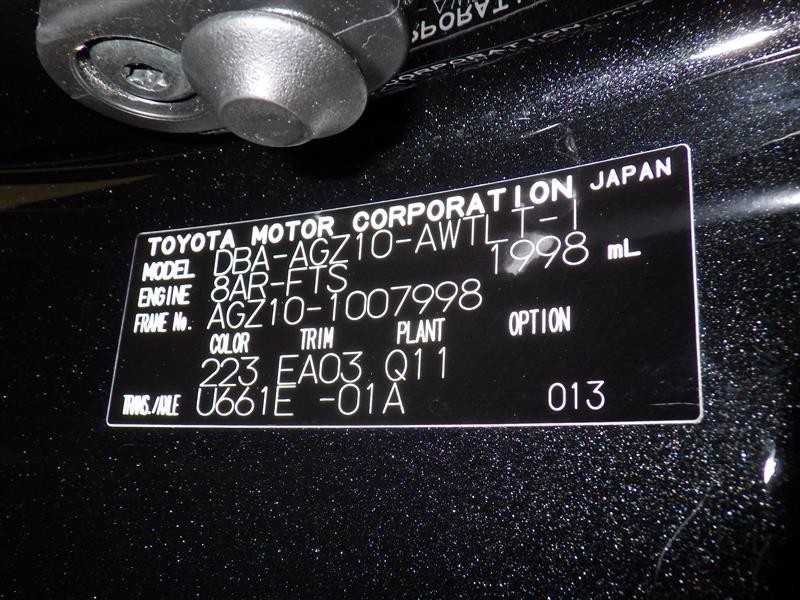 CORPORATION
TOYOTA MOTOR CORPORATION JAPAN
MODEL DBA-AGZ10-AWTLT-I
ENGINE 8AR-FTS 1998 mL
FRAME No. AGZ10-1007998
COLOR TRIM PLANT OPTION
223 EA03 Q11
TRANS./AXLE U661E -01A 013